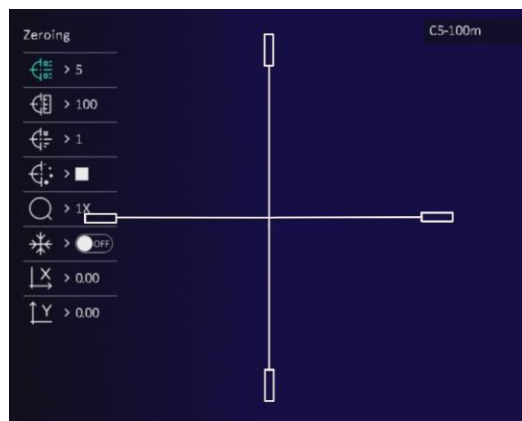 Zeroing
C5-100m
> 5
> 100
> 1
>
> 1X
> OFF
X > 0.00
Y > 0.00